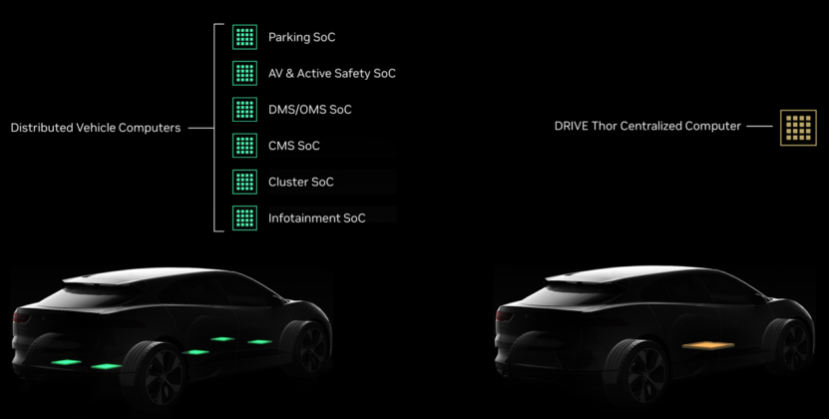 Parking SoC
AV & Active Safety SoC
DMS/OMS SoC
Distributed Vehicle Computers
DRIVE Thor Centralized Computer
CMS SoC
Cluster SoC
Infotainment SoC